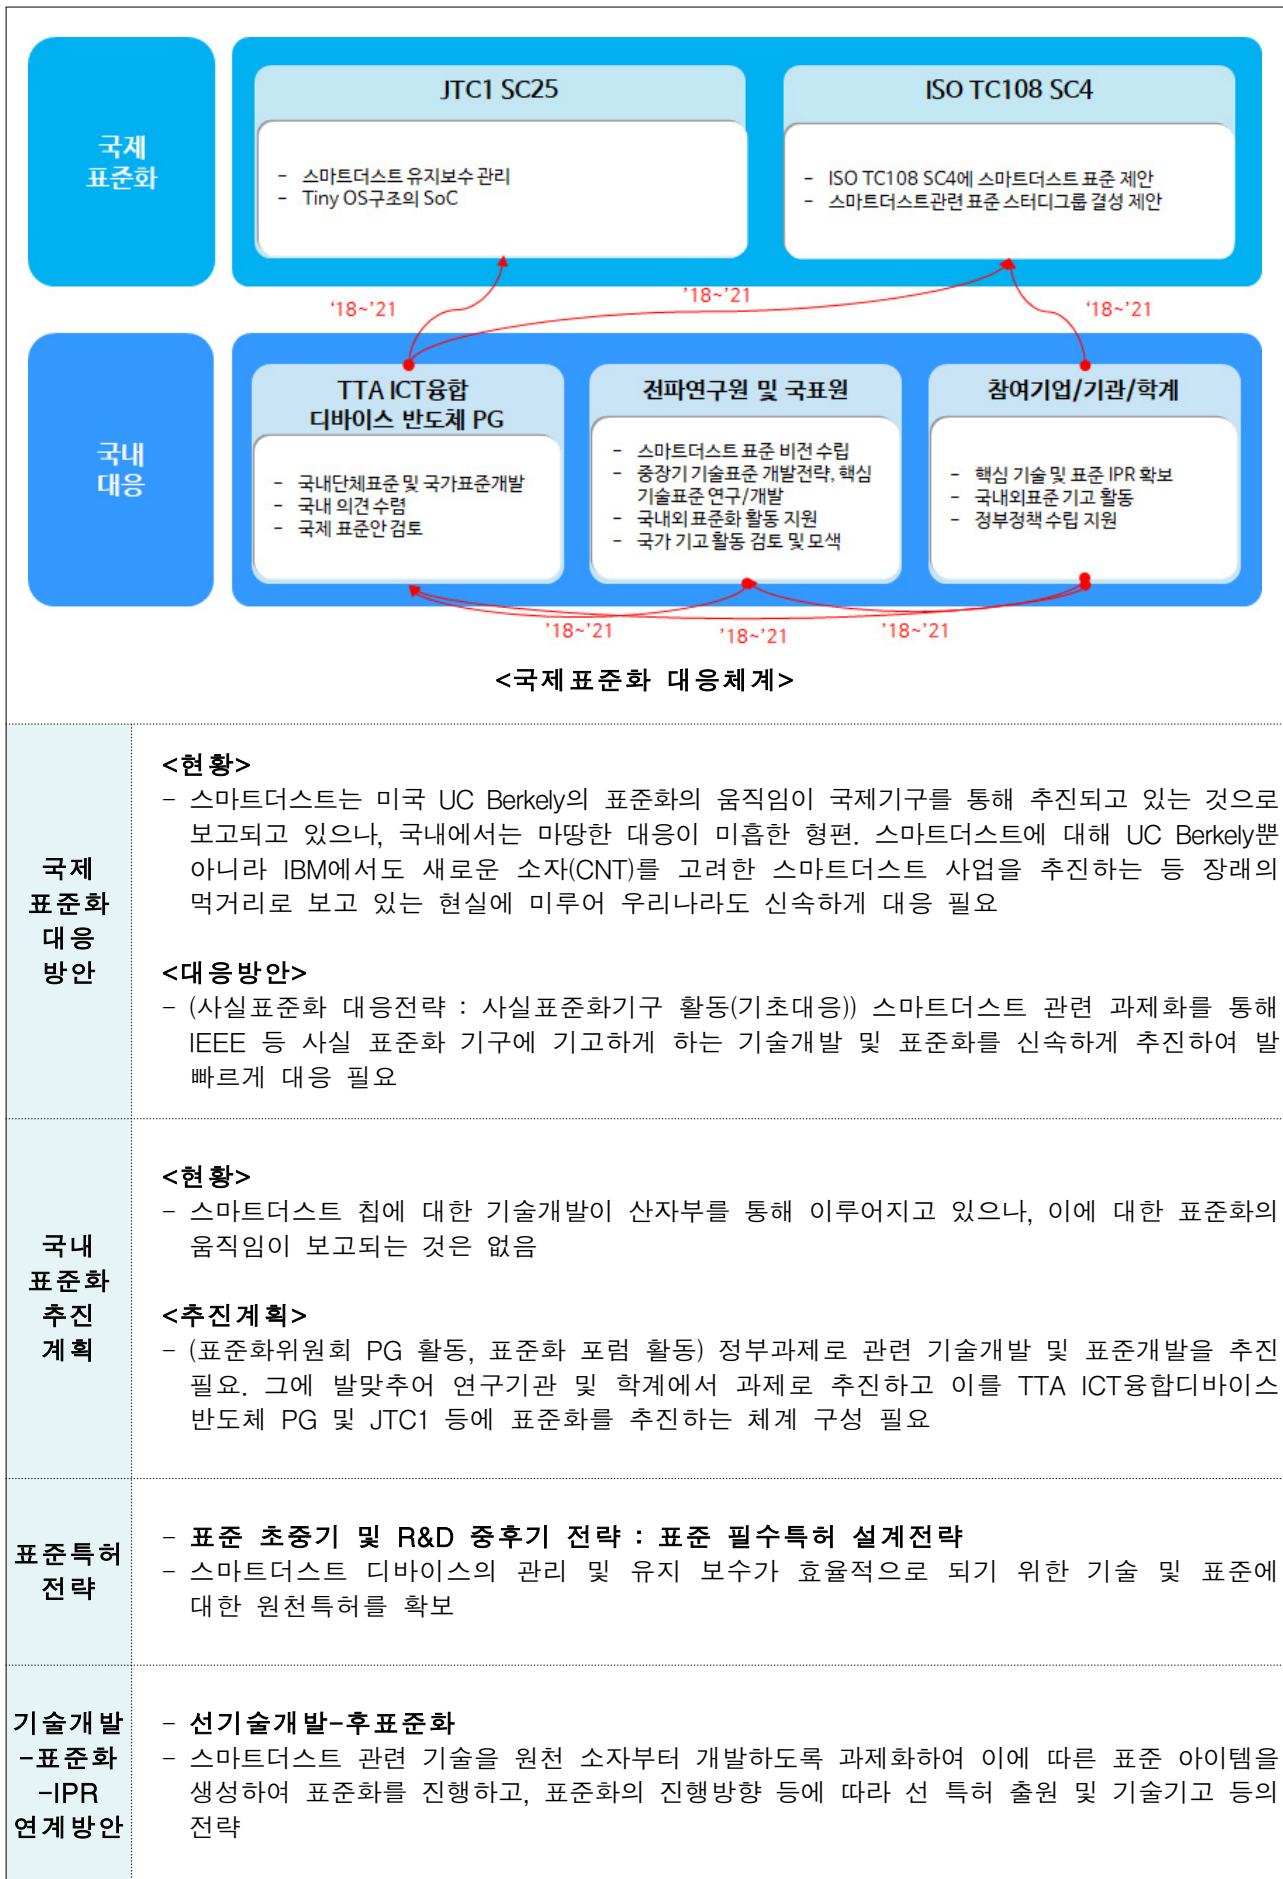 국제
표준화
JTC1 SC25
- 스마트더스트 유지보수 관리
- Tiny OS구조의 SoC
ISO TC108 SC4
- ISO TC108 SC4에 스마트더스트 표준 제안
- 스마트더스트관련 표준 스터디그룹 결성 제안
‘18~’21
’18~’21
‘18~’21
국내
대응
TTA ICT융합
디바이스 반도체 PG
- 국내단체표준 및 국가표준개발
- 국내 의견 수렴
- 국제 표준안 검토
전파연구원 및 국표원
- 스마트더스트 표준 비전 수립
- 중장기 기술표준 개발전략, 핵심
기술표준 연구/개발
- 국내외 표준화 활동 지원
- 국가 기고 활동 검토 및 모색
참여기업/기관/학계
- 핵심 기술 및 표준 IPR 확보
- 국내외표준 기고 활동
- 정부정책 수립 지원
’18~’21
’18~’21
’18~’21
<국제표준화 대응체계>
국제
표준화
대응
방안
<현황>
- 스마트더스트는 미국 UC Berkely의 표준화의 움직임이 국제기구를 통해 추진되고 있는 것으로
보고되고 있으나, 국내에서는 마땅한 대응이 미흡한 형편. 스마트더스트에 대해 UC Berkely뿐
아니라 IBM에서도 새로운 소자(CNT)를 고려한 스마트더스트 사업을 추진하는 등 장래의
먹거리로 보고 있는 현실에 미루어 우리나라도 신속하게 대응 필요
<대응방안>
- (사실표준화 대응전략 : 사실표준화기구 활동(기초대응)) 스마트더스트 관련 과제화를 통해
IEEE 등 사실 표준화 기구에 기고하게 하는 기술개발 및 표준화를 신속하게 추진하여 발
빠르게 대응 필요
국내
표준화
추진
계획
<현황>
- 스마트더스트 칩에 대한 기술개발이 산자부를 통해 이루어지고 있으나, 이에 대한 표준화의
움직임이 보고되는 것은 없음
<추진계획>
- (표준화위원회 PG 활동, 표준화 포럼 활동) 정부과제로 관련 기술개발 및 표준개발을 추진
필요. 그에 발맞추어 연구기관 및 학계에서 과제로 추진하고 이를 TTA ICT융합디바이스
반도체 PG 및 JTC1 등에 표준화를 추진하는 체계 구성 필요
표준특허
전략
- 표준 초중기 및 R&D 중후기 전략 : 표준 필수특허 설계전략
- 스마트더스트 디바이스의 관리 및 유지 보수가 효율적으로 되기 위한 기술 및 표준에
대한 원천특허를 확보
기술개발
-표준화
-IPR
연계방안
- 선기술개발-후표준화
- 스마트더스트 관련 기술을 원천 소자부터 개발하도록 과제화하여 이에 따른 표준 아이템을
생성하여 표준화를 진행하고, 표준화의 진행방향 등에 따라 선 특허 출원 및 기술기고 등의
전략